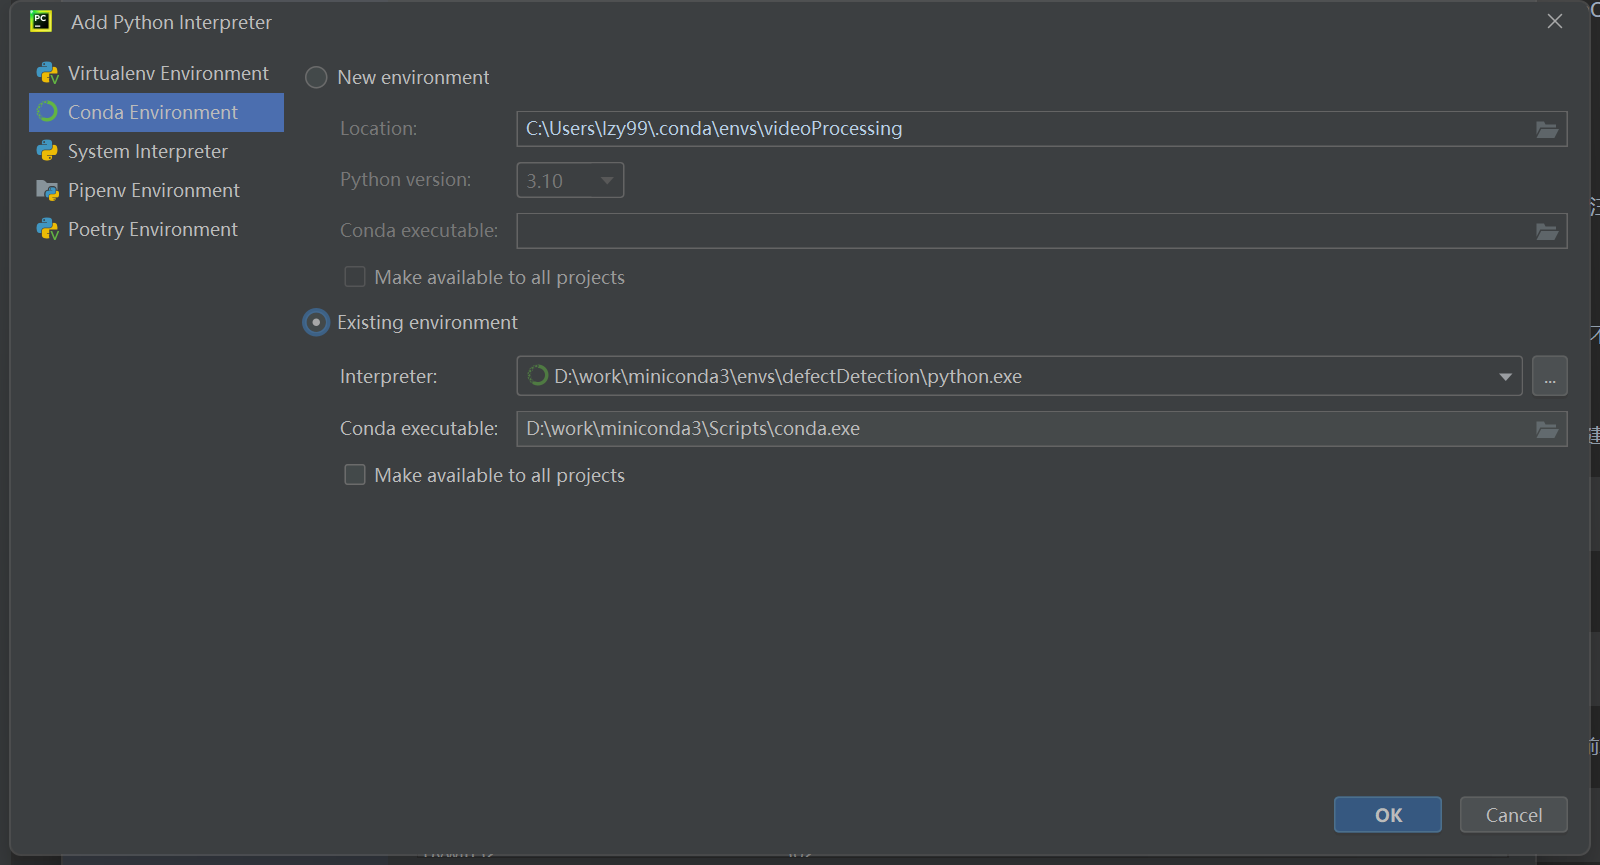 Add Python Interpreter
Virtualenv Environment
Conda Environment
System Interpreter
Pipenv Environment
Poetry Environment
New environment
Location: C:\Users\lzy99\.conda\envs\videoProcessing
Python version: 3.10
Conda executable:
Make available to all projects
Existing environment
Interpreter: D:\work\miniconda3\envs\defectDetection\python.exe ...
Conda executable: D:\work\miniconda3\Scripts\conda.exe
Make available to all projects
OK Cancel